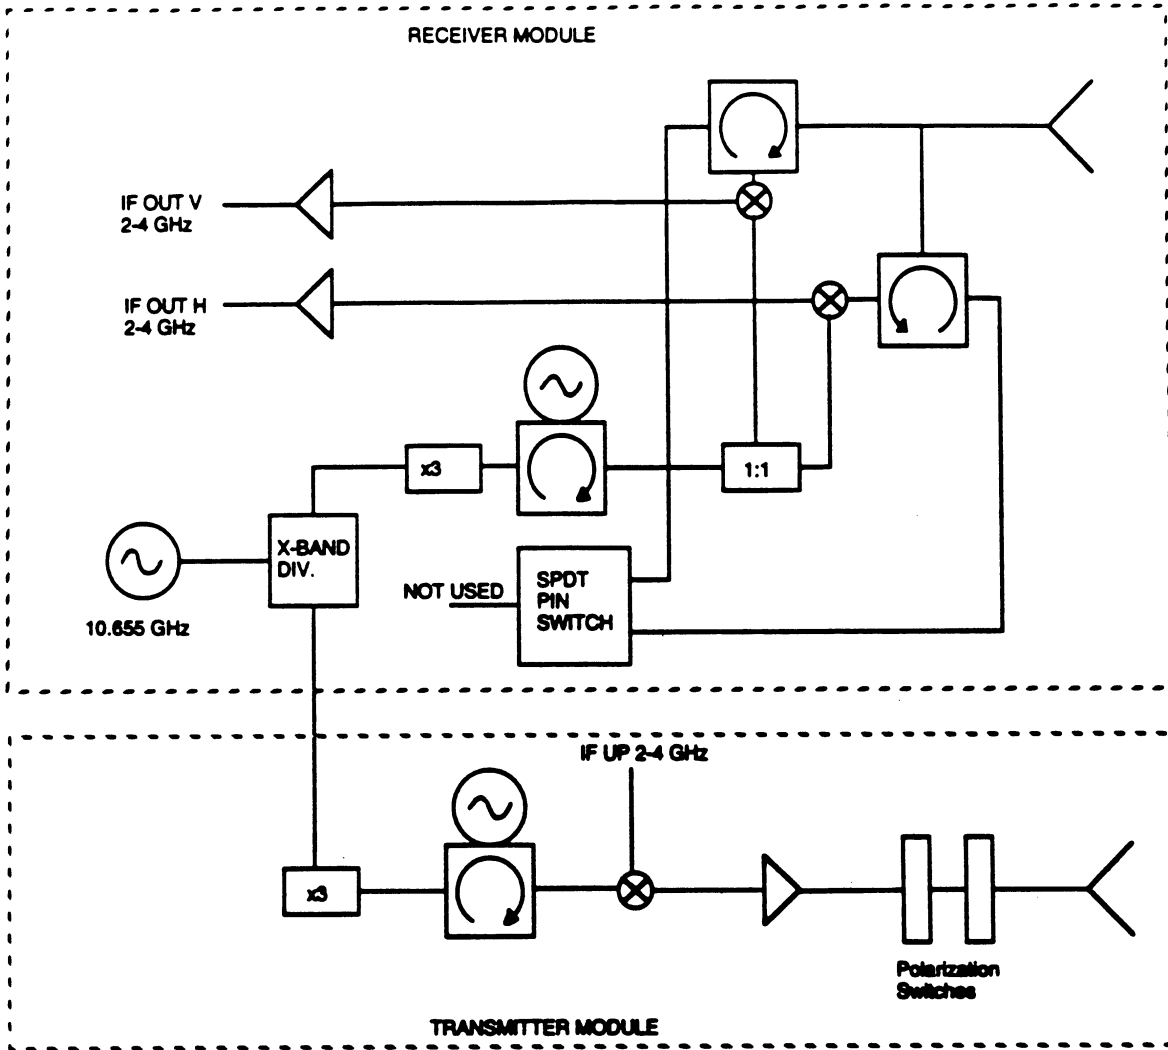 RECEIVER MODULE
IF OUT V
2-4 GHz
IF OUT H
2-4 GHz
x3
1:1
X-BAND
DIV.
10.655 GHz
NOT USED
SPDT
PIN
SWITCH
IF UP 2-4 GHz
x3
Polarization
Switches
TRANSMITTER MODULE